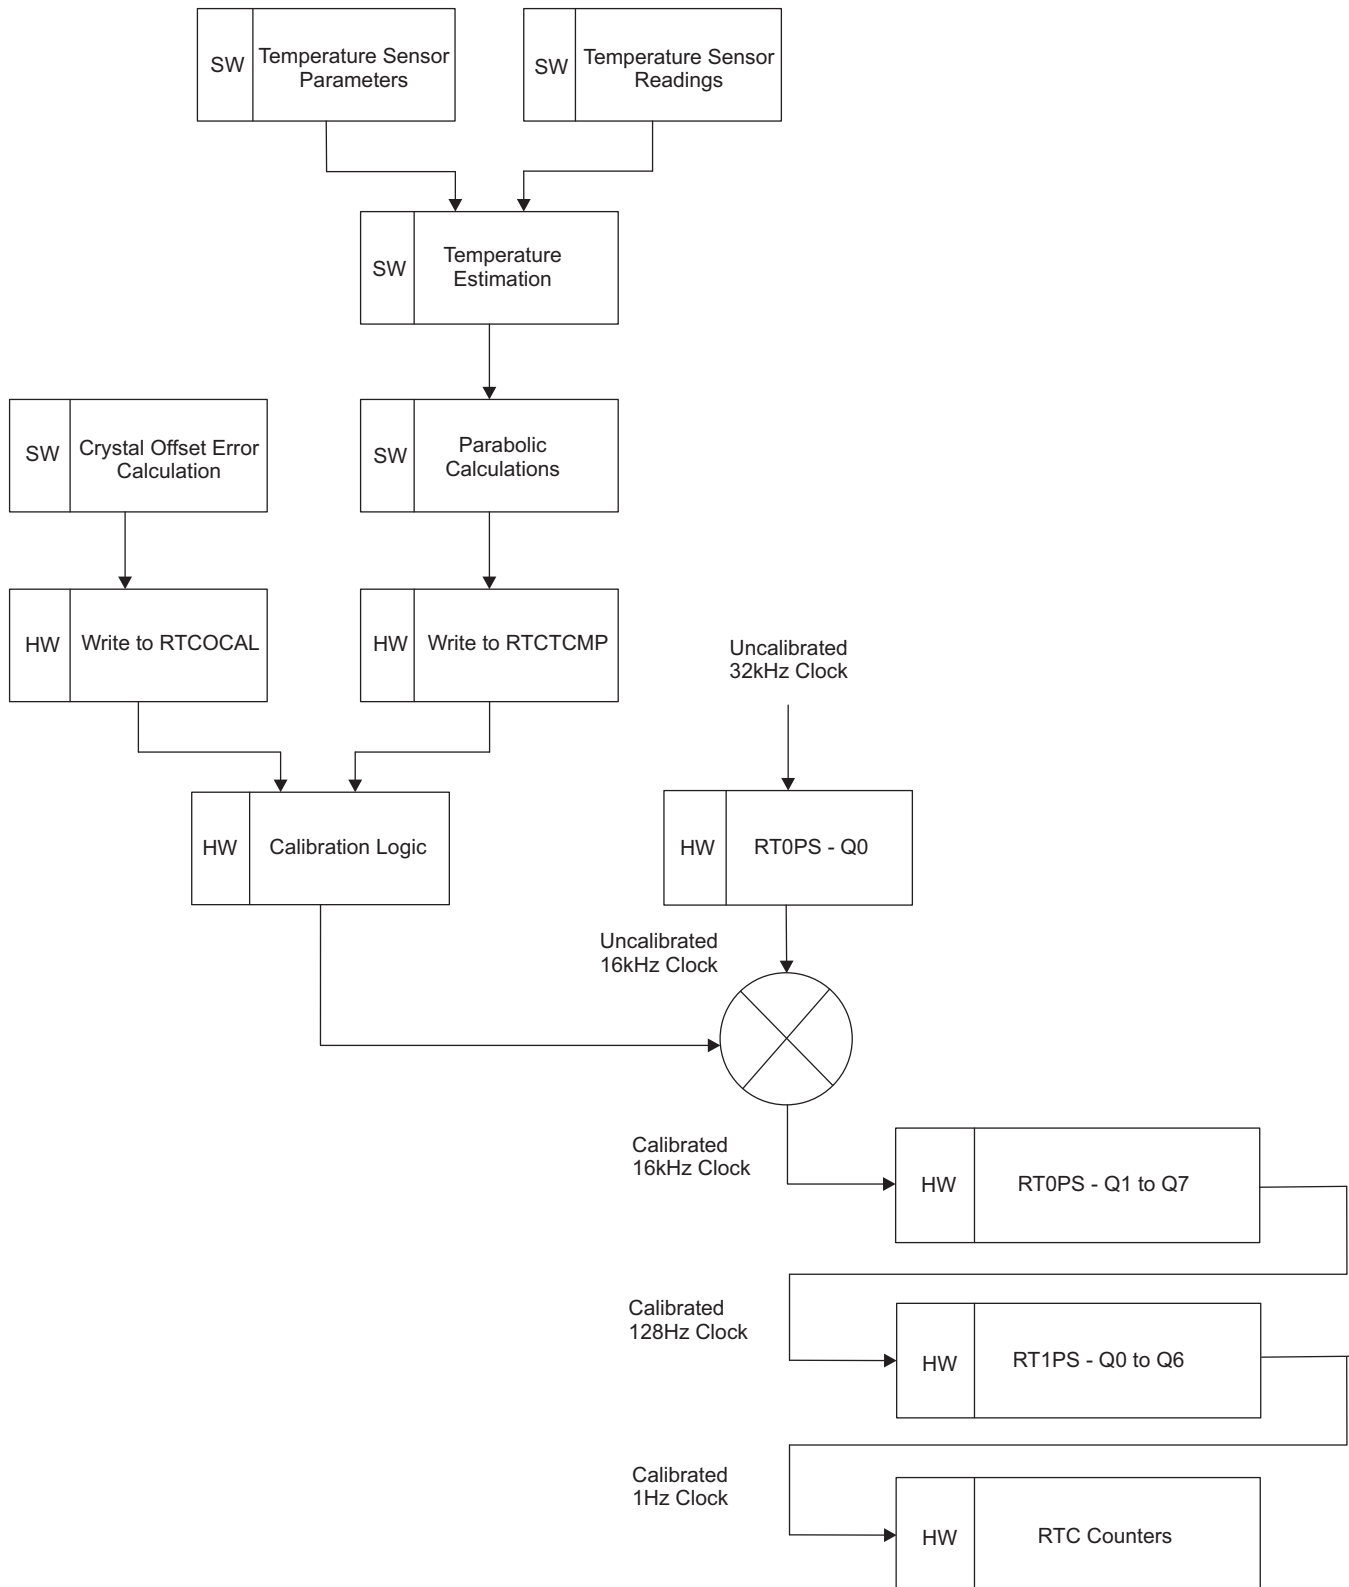 SW
Temperature Sensor
Parameters
SW
Temperature Sensor
Readings
SW
Temperature
Estimation
SW
Crystal Offset Error
Calculation
SW
Parabolic
Calculations
HW
Write to RTCOCAL
HW
Write to RTCTCMP
Uncalibrated
32kHz Clock
HW
Calibration Logic
HW
RT0PS - Q0
Uncalibrated
16kHz Clock
Calibrated
16kHz Clock
HW
RT0PS - Q1 to Q7
Calibrated
128Hz Clock
HW
RT1PS - Q0 to Q6
Calibrated
1Hz Clock
HW
RTC Counters